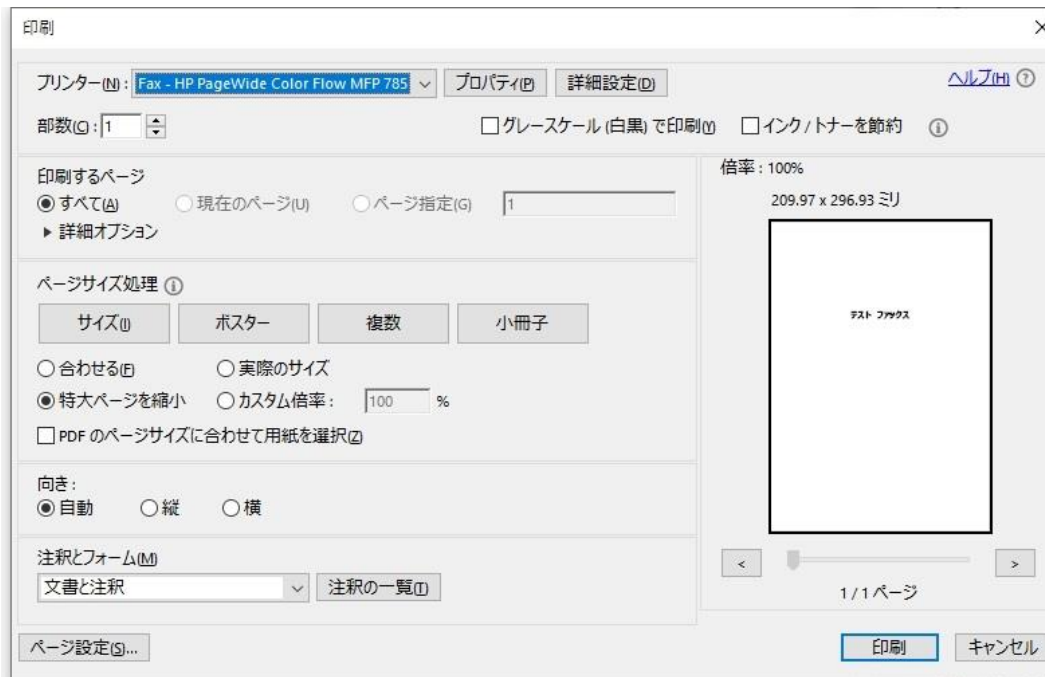 印刷
プリンター(N): Fax - HP PageWide Color Flow MFP 785 プロパティ(P) 詳細設定(D) ヘルプ(H) ?
部数(C): 1 グレースケール (白黒) で印刷(Y) インク / トナーを節約
印刷するページ
すべて(A) 現在のページ(U) ページ指定(G) 1
詳細オプション
ページサイズ処理
サイズ(I) ポスター 複数 小冊子
合わせる(F) 実際のサイズ
特大ページを縮小 カスタム倍率: 100 %
PDF のページサイズに合わせて用紙を選択(Z)
向き:
自動 縦 横
注釈とフォーム(M)
文書と注釈 注釈の一覧(T)
倍率: 100%
209.97 x 296.93 ミリ
テスト ファックス
< >
1 / 1 ページ
ページ設定(S)... 印刷 キャンセル